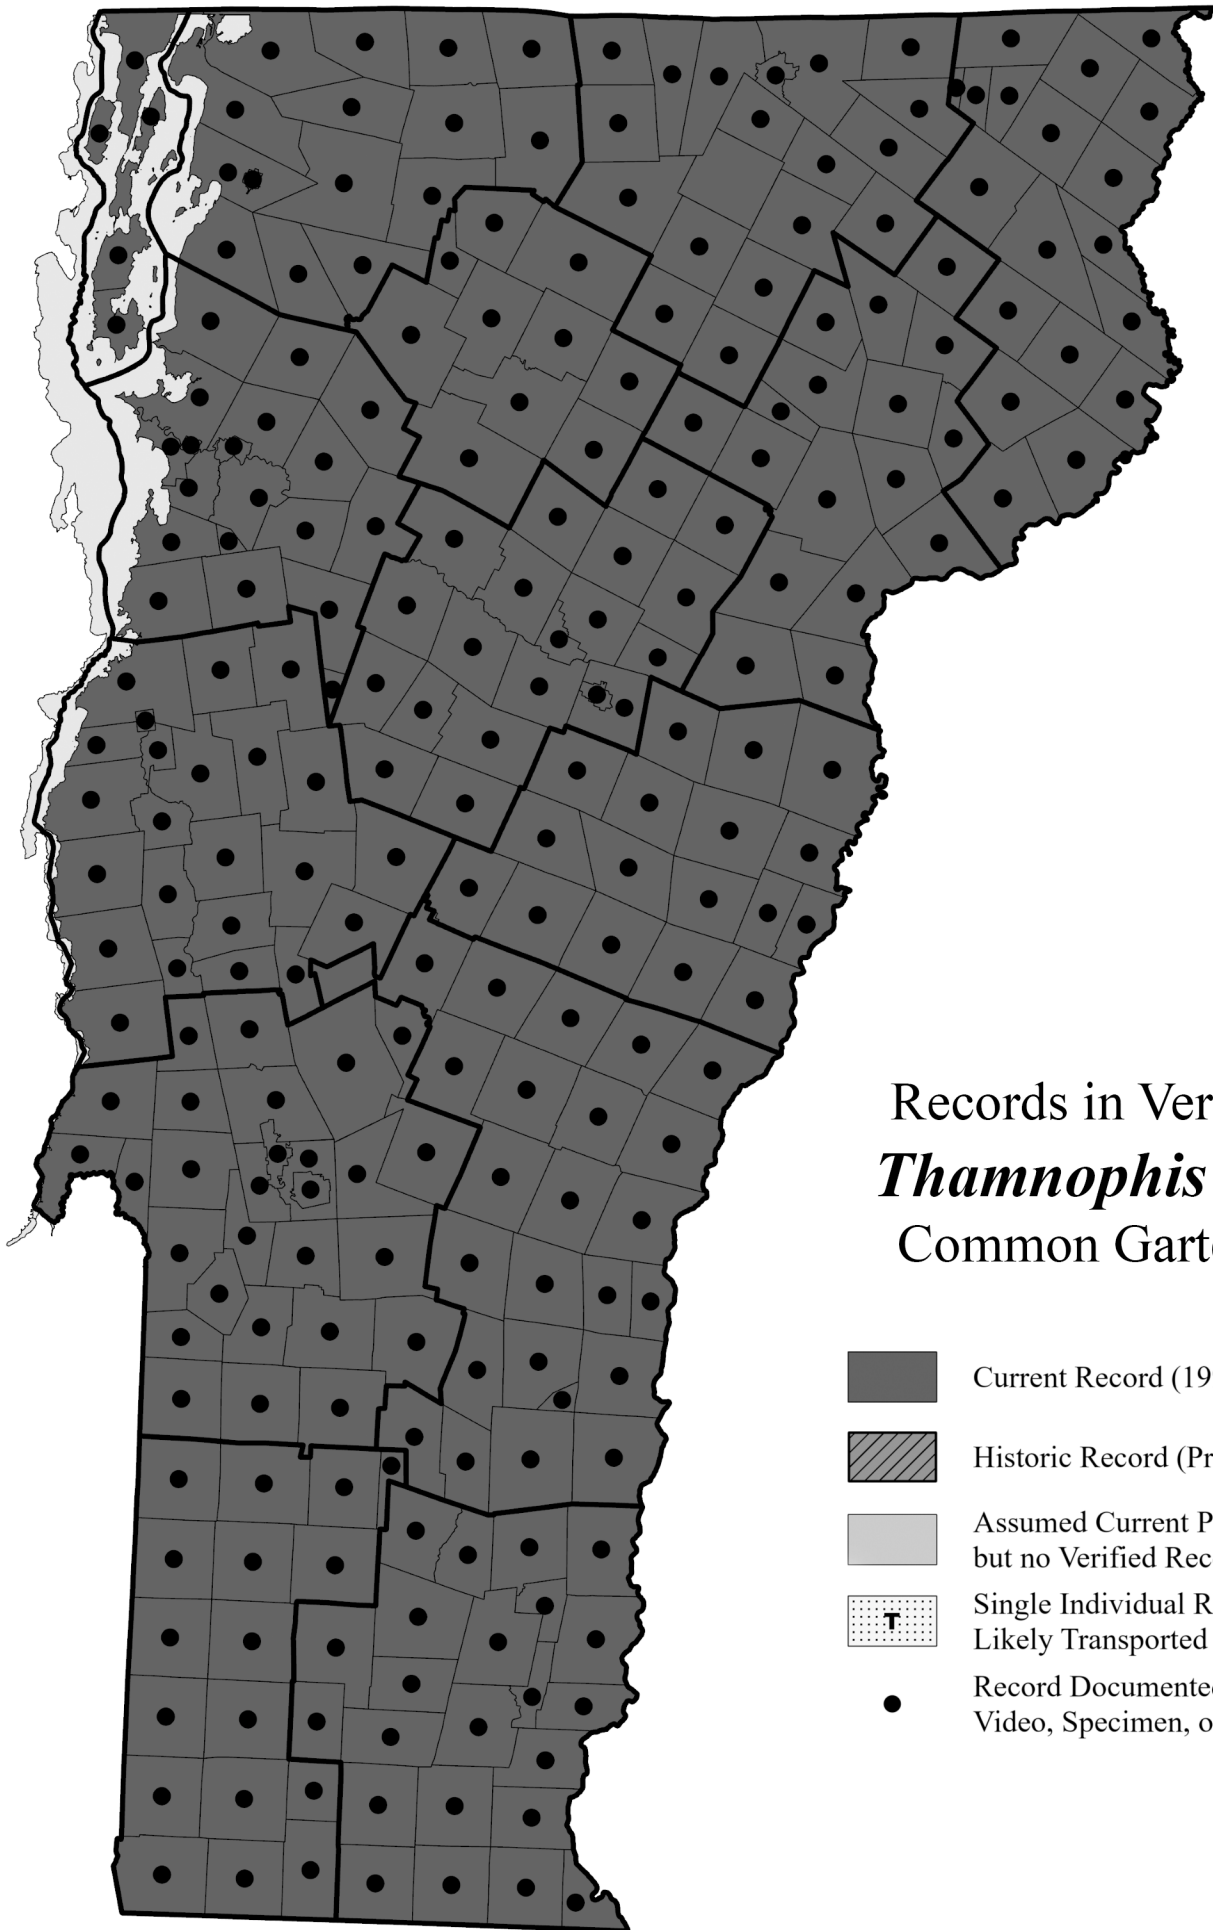 Records in Ver
Thamnophis
Common Gart
Current Record (19
Historic Record (Pr
Assumed Current P
but no Verified Rec
T
Single Individual R
Likely Transported
Record Documente
Video, Specimen, o